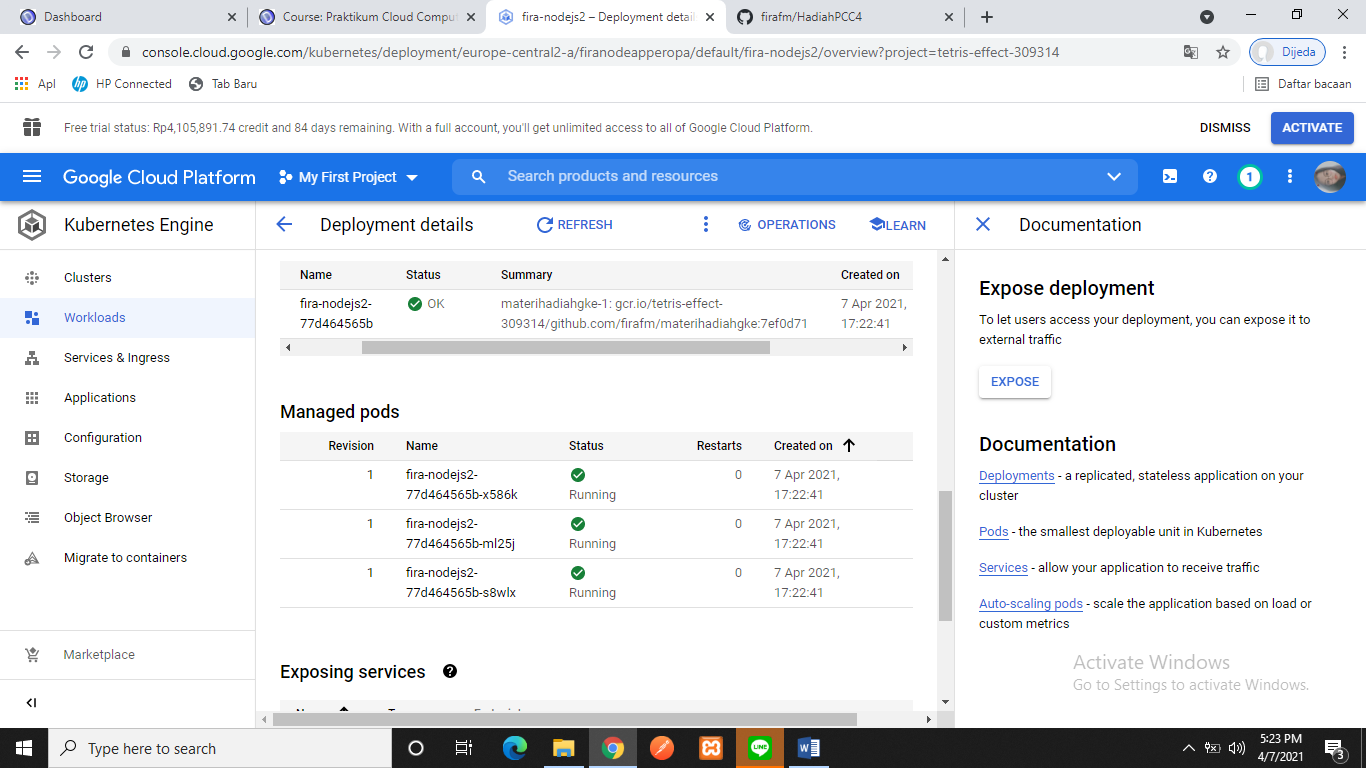 Dashboard
Course: Praktikum Cloud Comput
fira-nodejs2 – Deployment detail
firafm/HadiahPCC4
console.cloud.google.com/kubernetes/deployment/europe-central2-a/firanodeapperopa/default/fira-nodejs2/overview?project=tetris-effect-309314
Dijeda
Apl
HP Connected
Tab Baru
Daftar bacaan
Free trial status: Rp4,105,891.74 credit and 84 days remaining. With a full account, you'll get unlimited access to all of Google Cloud Platform.
DISMISS
ACTIVATE
Google Cloud Platform
My First Project
Search products and resources
1
Kubernetes Engine
Clusters
Workloads
Services & Ingress
Applications
Configuration
Storage
Object Browser
Migrate to containers
Marketplace
Deployment details
REFRESH
OPERATIONS
LEARN
Name Status Summary Created on
fira-nodejs2- OK materihadiahgke-1: gcr.io/tetris-effect- 7 Apr 2021,
77d464565b 309314/github.com/firafm/materihadiahgke:7ef0d71 17:22:41
Managed pods
Revision Name Status Restarts Created on
1 fira-nodejs2- 0 7 Apr 2021,
77d464565b-x586k Running 17:22:41
1 fira-nodejs2- 0 7 Apr 2021,
77d464565b-ml25j Running 17:22:41
1 fira-nodejs2- 0 7 Apr 2021,
77d464565b-s8wlx Running 17:22:41
Exposing services
Documentation
Expose deployment
To let users access your deployment, you can expose it to
external traffic
EXPOSE
Documentation
Deployments - a replicated, stateless application on your
cluster
Pods - the smallest deployable unit in Kubernetes
Services - allow your application to receive traffic
Auto-scaling pods - scale the application based on load or
custom metrics
Activate Windows
Go to Settings to activate Windows.
Type here to search
LINE
5:23 PM
4/7/2021
3